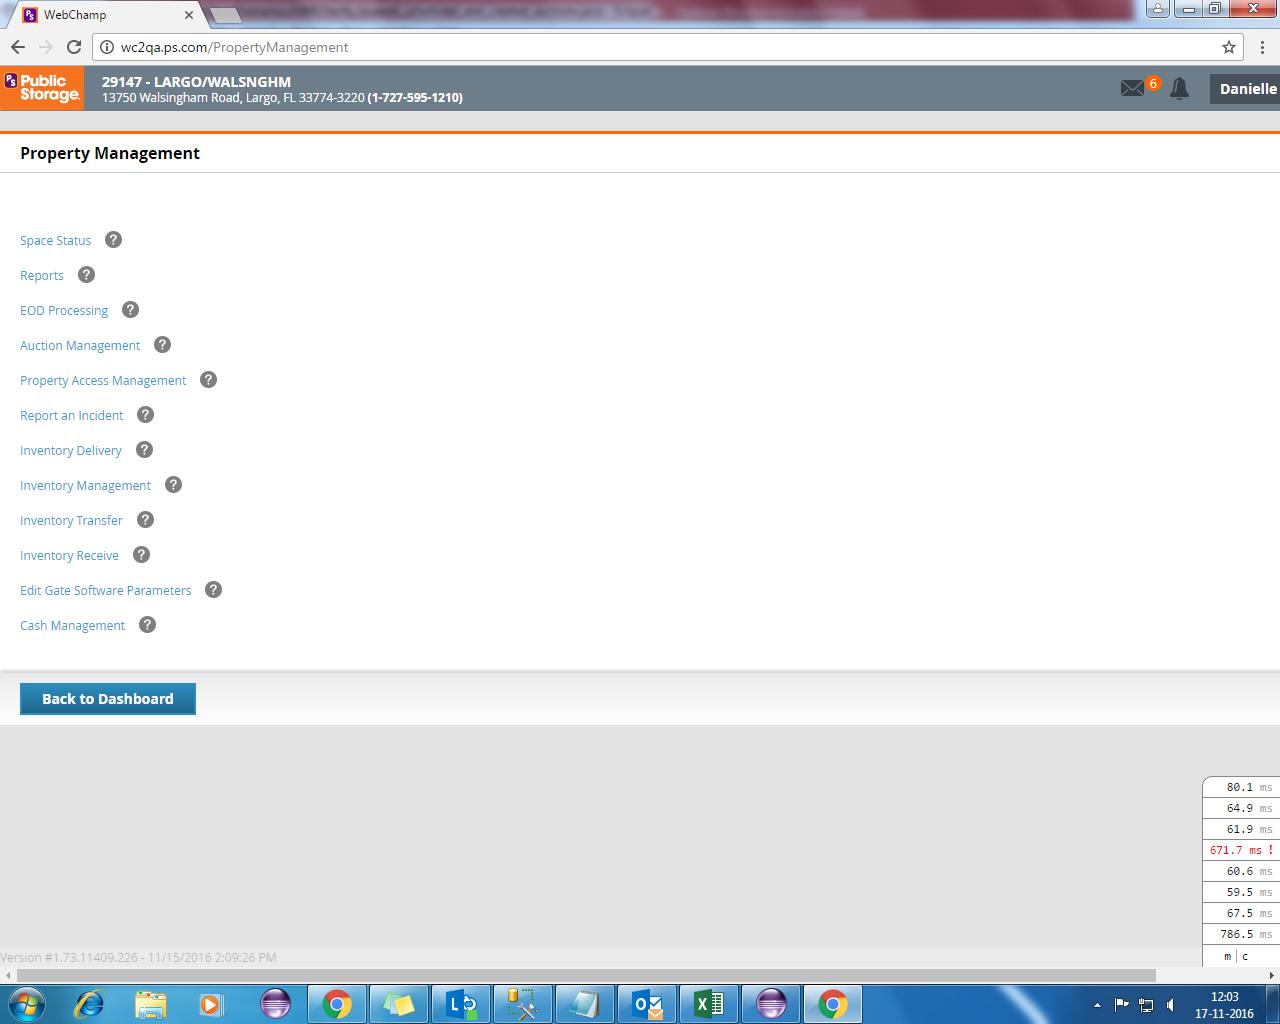 WebChamp
wc2qa.ps.com/PropertyManagement
PS Public Storage.
29147 - LARGO/WALSNGHM
13750 Walsingham Road, Largo, FL 33774-3220 (1-727-595-1210)
6
Danielle
Property Management
Space Status ?
Reports ?
EOD Processing ?
Auction Management ?
Property Access Management ?
Report an Incident ?
Inventory Delivery ?
Inventory Management ?
Inventory Transfer ?
Inventory Receive ?
Edit Gate Software Parameters ?
Cash Management ?
Back to Dashboard
80.1 ms
64.9 ms
61.9 ms
671.7 ms !
60.6 ms
59.5 ms
67.5 ms
786.5 ms
m | c
Version #1.73.11409.226 - 11/15/2016 2:09:26 PM
12:03
17-11-2016